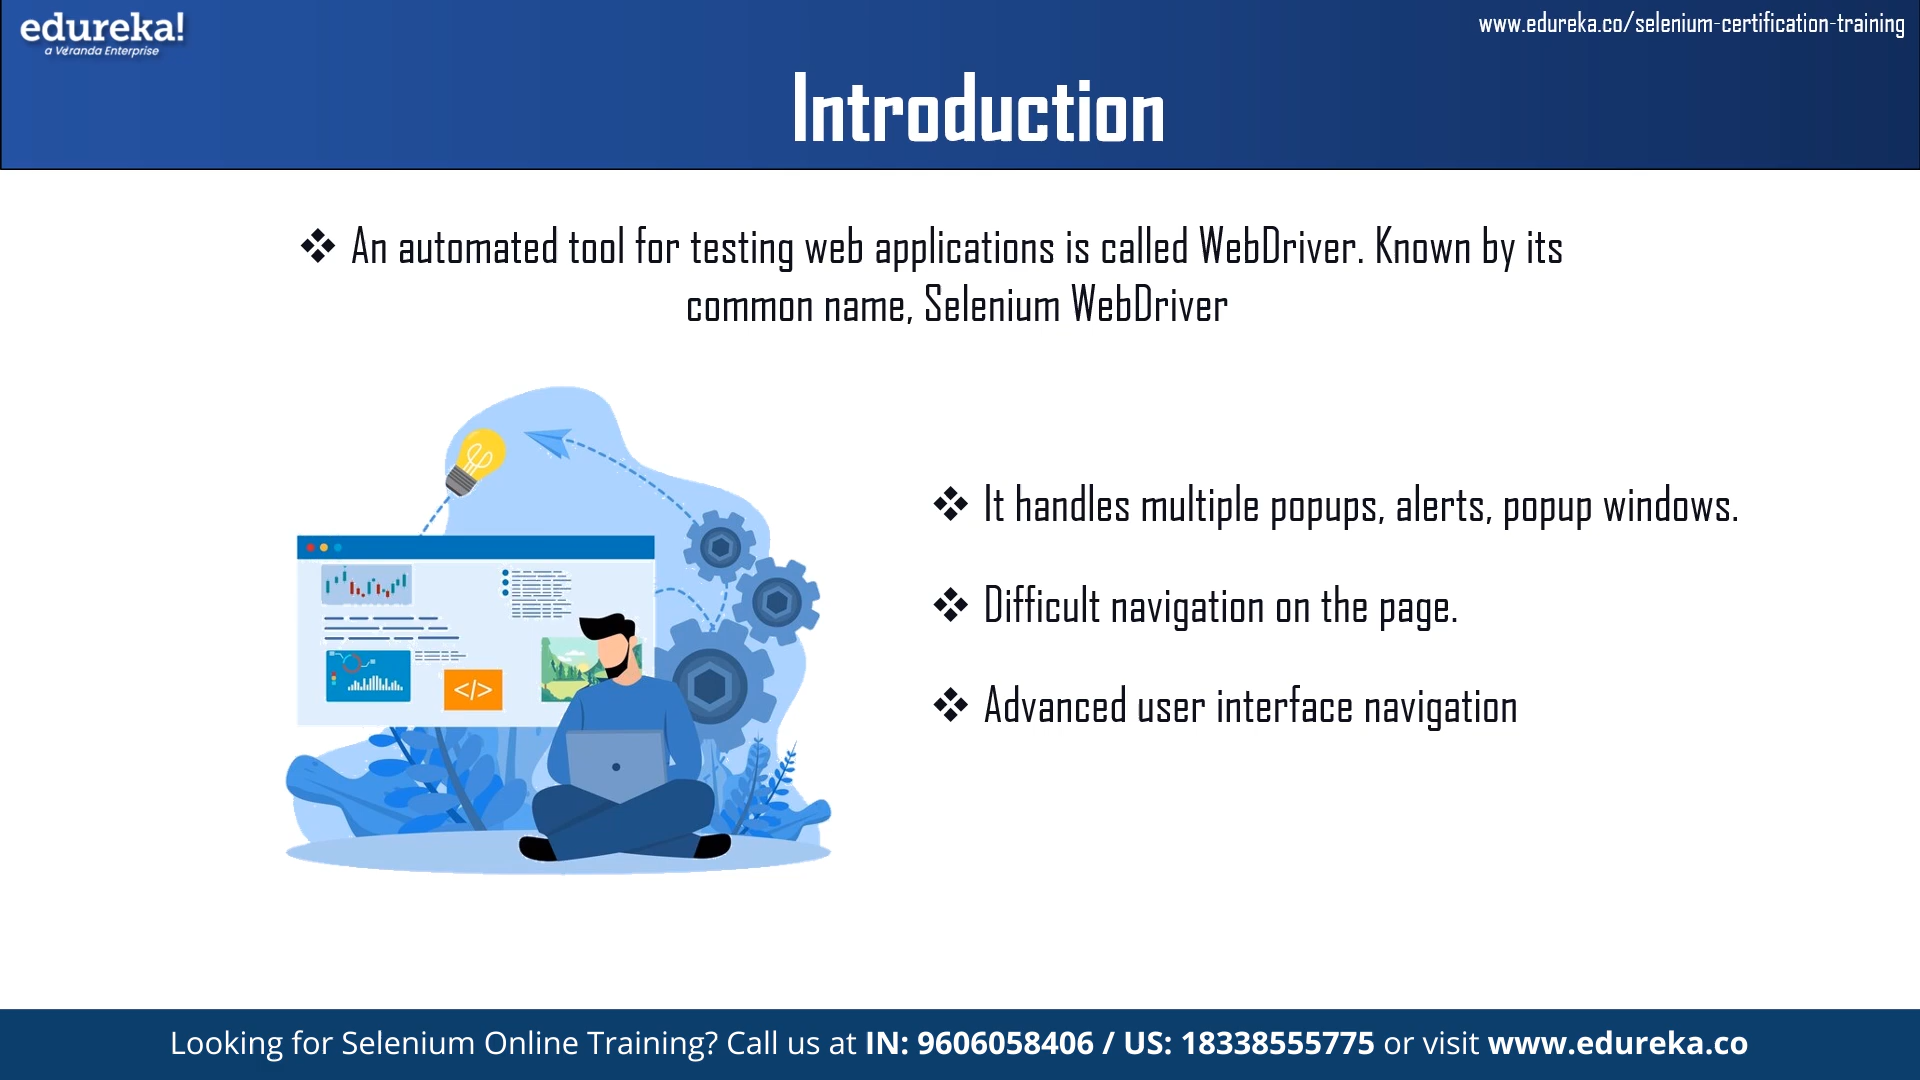 edureka!
a Veranda Enterprise
www.edureka.co/selenium-certification-training
Introduction
❖ An automated tool for testing web applications is called WebDriver. Known by its
common name, Selenium WebDriver
</>
❖ It handles multiple popups, alerts, popup windows.
❖ Difficult navigation on the page.
❖ Advanced user interface navigation
Looking for Selenium Online Training? Call us at IN: 9606058406 / US: 18338555775 or visit www.edureka.co